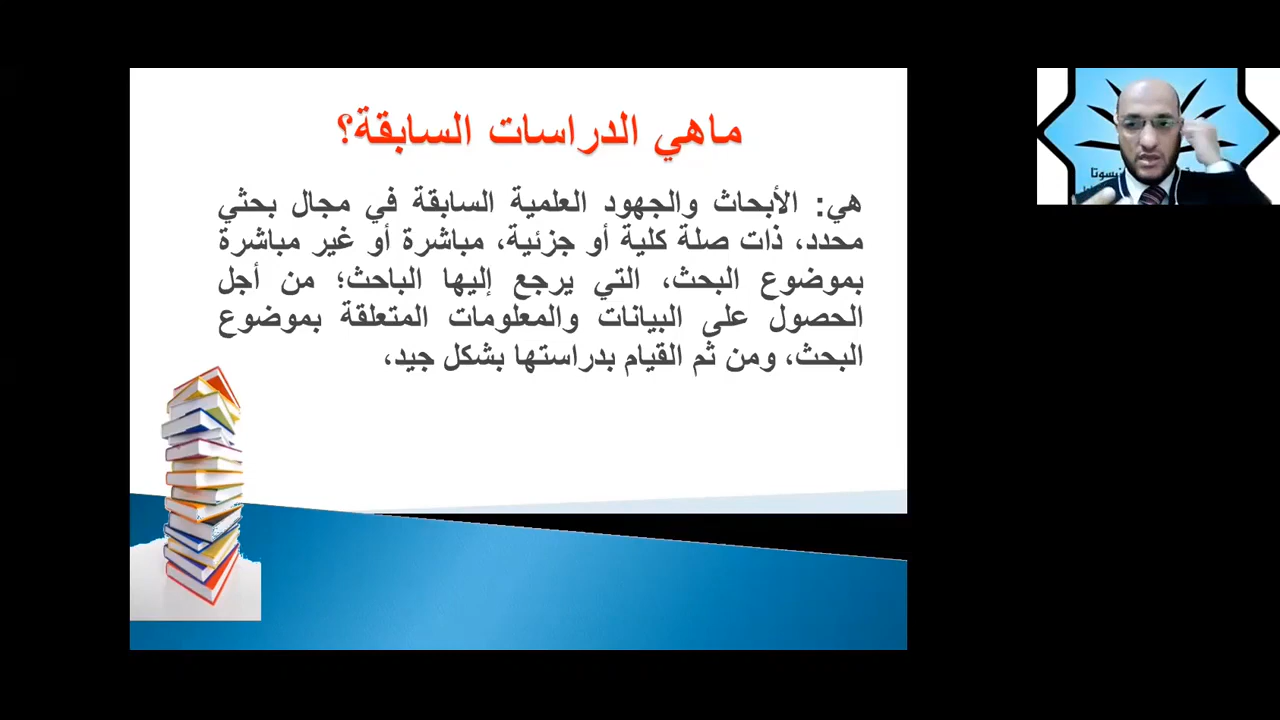 ماهي الدراسات السابقة؟
هي: الأبحاث والجهود العلمية السابقة في مجال بحثي
محدد، ذات صلة كلية أو جزئية، مباشرة أو غير مباشرة
بموضوع البحث، التي يرجع إليها الباحث؛ من أجل
الحصول على البيانات والمعلومات المتعلقة بموضوع
البحث، ومن ثم القيام بدراستها بشكل جيد،